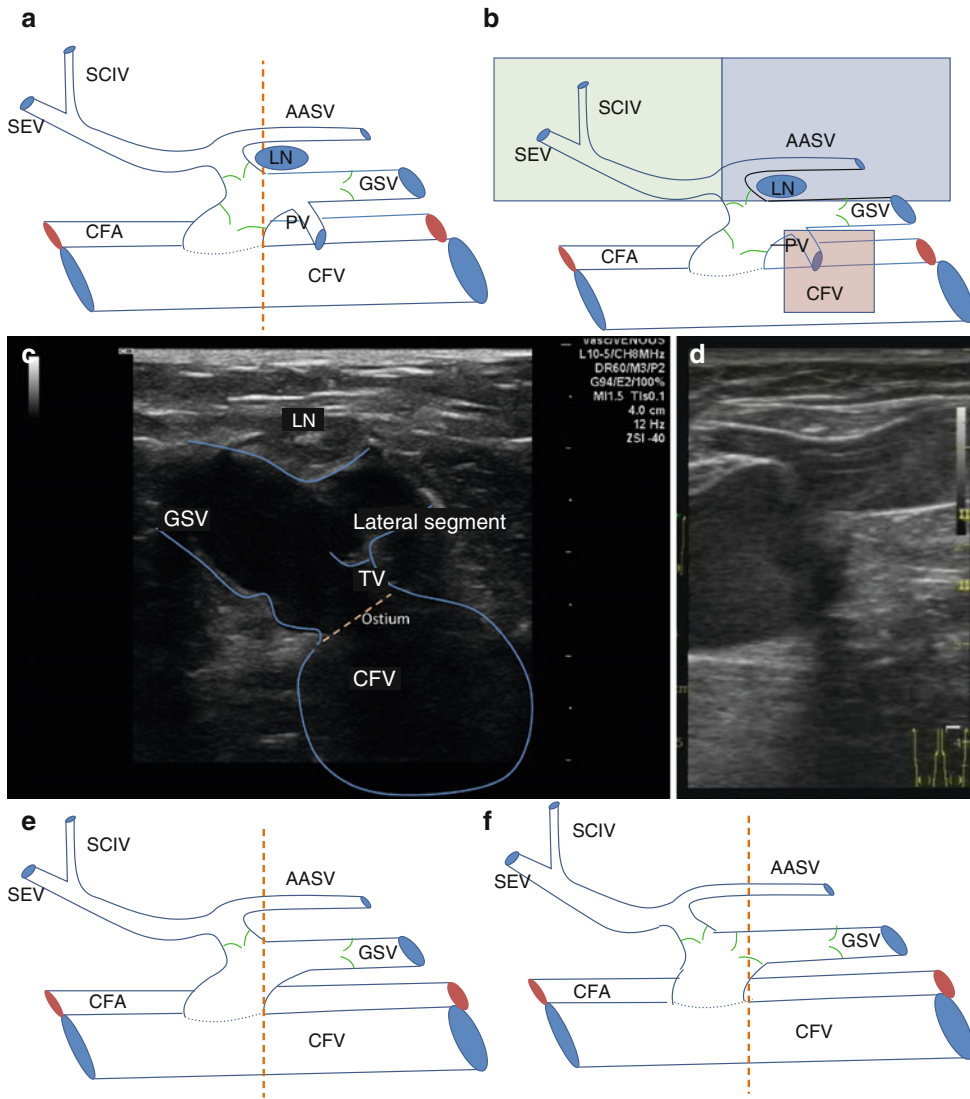 a
SCIV
SEV
AASV
LN
GSV
PV
CFA
CFV
b
SCIV
SEV
AASV
LN
GSV
PV
CFA
CFV
c
Vasc/VENOUS
L10-5/CH8MHz
DR60/M3/P2
G94/E2/100%
MI1.5 TIs0.1
4.0 cm
12 Hz
ZSI -40
LN
GSV
Lateral segment
TV
Ostium
CFV
d
e
SCIV
SEV
AASV
GSV
CFA
CFV
f
SCIV
SEV
AASV
GSV
CFA
CFV